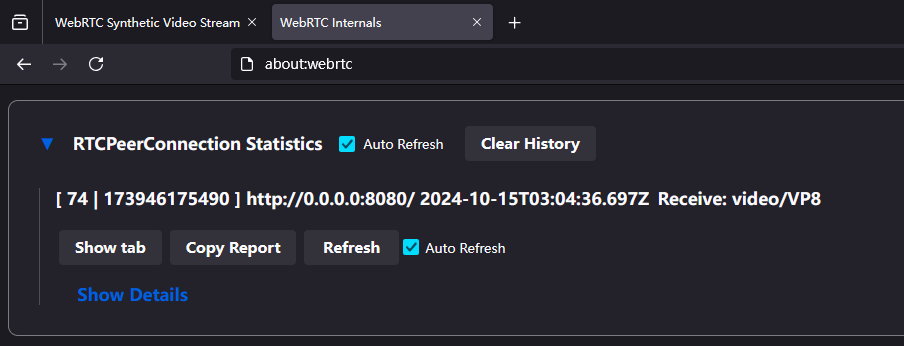 WebRTC Synthetic Video Stream WebRTC Internals
about:webrtc
RTCPeerConnection Statistics Auto Refresh Clear History
[ 74 | 173946175490 ] http://0.0.0.0:8080/ 2024-10-15T03:04:36.697Z Receive: video/VP8
Show tab Copy Report Refresh Auto Refresh
Show Details